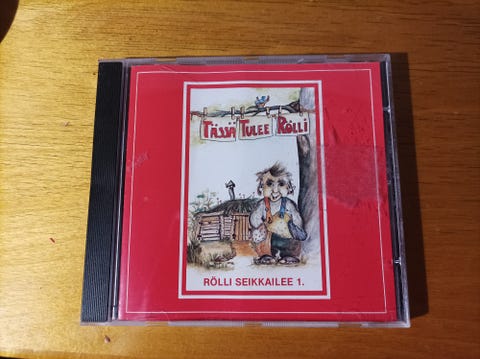 TÄSSÄ TULEE RÖLLI
RÖLLI SEIKKAILEE 1.